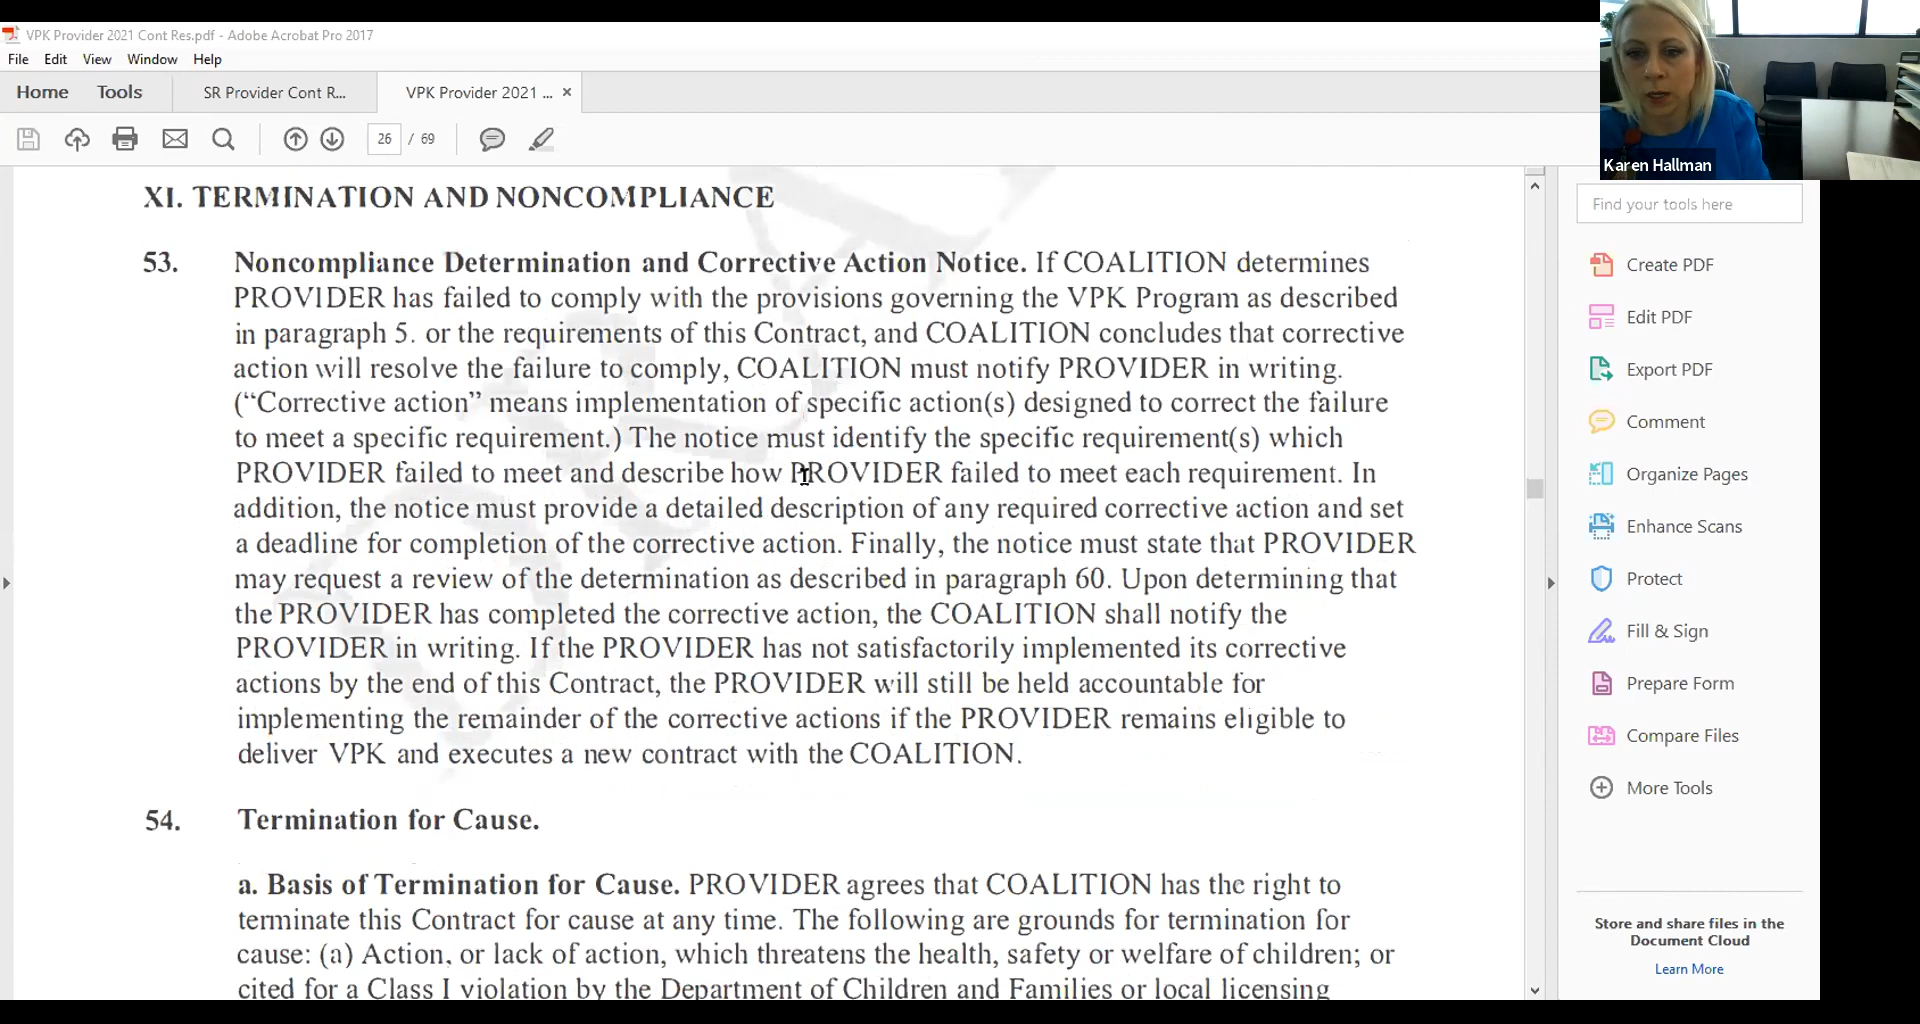 VPK Provider 2021 Cont Res.pdf - Adobe Acrobat Pro 2017
File Edit View Window Help
Home Tools SR Provider Cont R... VPK Provider 2021 ... ×
26 / 69
Karen Hallman
XI. TERMINATION AND NONCOMPLIANCE
53. Noncompliance Determination and Corrective Action Notice. If COALITION determines
PROVIDER has failed to comply with the provisions governing the VPK Program as described
in paragraph 5. or the requirements of this Contract, and COALITION concludes that corrective
action will resolve the failure to comply, COALITION must notify PROVIDER in writing.
(“Corrective action” means implementation of specific action(s) designed to correct the failure
to meet a specific requirement.) The notice must identify the specific requirement(s) which
PROVIDER failed to meet and describe how PROVIDER failed to meet each requirement. In
addition, the notice must provide a detailed description of any required corrective action and set
a deadline for completion of the corrective action. Finally, the notice must state that PROVIDER
may request a review of the determination as described in paragraph 60. Upon determining that
the PROVIDER has completed the corrective action, the COALITION shall notify the
PROVIDER in writing. If the PROVIDER has not satisfactorily implemented its corrective
actions by the end of this Contract, the PROVIDER will still be held accountable for
implementing the remainder of the corrective actions if the PROVIDER remains eligible to
deliver VPK and executes a new contract with the COALITION.
54. Termination for Cause.
a. Basis of Termination for Cause. PROVIDER agrees that COALITION has the right to
terminate this Contract for cause at any time. The following are grounds for termination for
cause: (a) Action, or lack of action, which threatens the health, safety or welfare of children; or
cited for a Class I violation by the Department of Children and Families or local licensing
Find your tools here
Create PDF
Edit PDF
Export PDF
Comment
Organize Pages
Enhance Scans
Protect
Fill & Sign
Prepare Form
Compare Files
More Tools
Store and share files in the
Document Cloud
Learn More